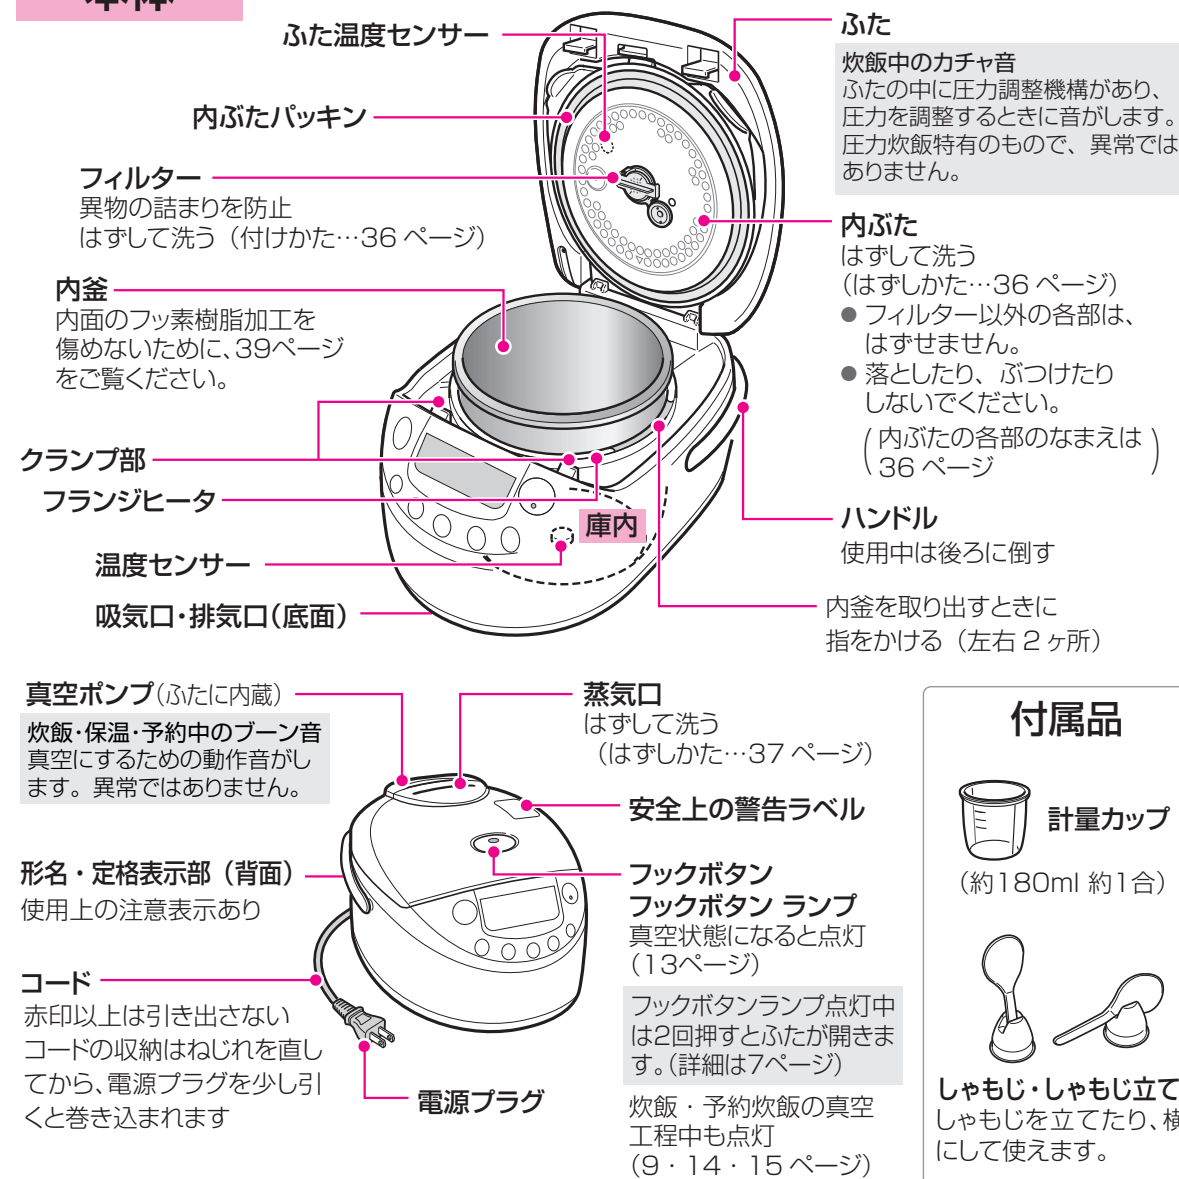 本体
ふた温度センサー
内ぶたパッキン
フィルター
異物の詰まりを防止
はずして洗う（付けかた…36 ページ）
内釜
内面のフッ素樹脂加工を
傷めないために、39ページ
をご覧ください。
クランプ部
フランジヒータ
温度センサー
吸気口・排気口（底面）
庫内
ふた
炊飯中のカチャ音
ふたの中に圧力調整機構があり、
圧力を調整するときに音がします。
圧力炊飯特有のもので、異常では
ありません。
内ぶた
はずして洗う
（はずしかた…36 ページ）
● フィルター以外の各部は、
はずせません。
● 落としたり、ぶつけたり
しないでください。
（内ぶたの各部のなまえは
36 ページ）
ハンドル
使用中は後ろに倒す
内釜を取り出すときに
指をかける（左右 2 ヶ所）
真空ポンプ（ふたに内蔵）
炊飯・保温・予約中のブーン音
真空にするための動作音がし
ます。異常ではありません。
形名・定格表示部（背面）
使用上の注意表示あり
コード
赤印以上は引き出さない
コードの収納はねじれを直し
てから、電源プラグを少し引
くと巻き込まれます
電源プラグ
蒸気口
はずして洗う
（はずしかた…37 ページ）
安全上の警告ラベル
フックボタン
フックボタン ランプ
真空状態になると点灯
（13ページ）
フックボタンランプ点灯中
は2回押すとふたが開きま
す。（詳細は7ページ）
炊飯・予約炊飯の真空
工程中も点灯
（9・14・15 ページ）
付属品
計量カップ
（約180ml 約1合）
しゃもじ・しゃもじ立て
しゃもじを立てたり、横
にして使えます。